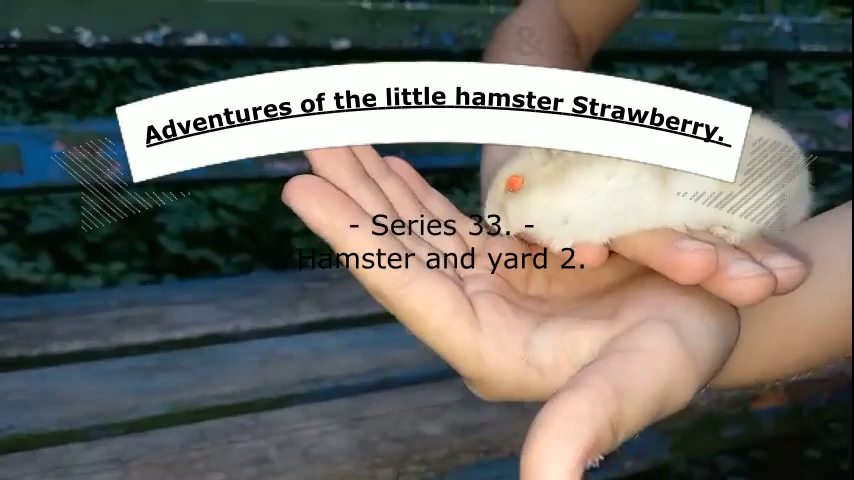 &
Adventures of the little hamster Strawberry.
- Series 33. -
Hamster and yard 2.